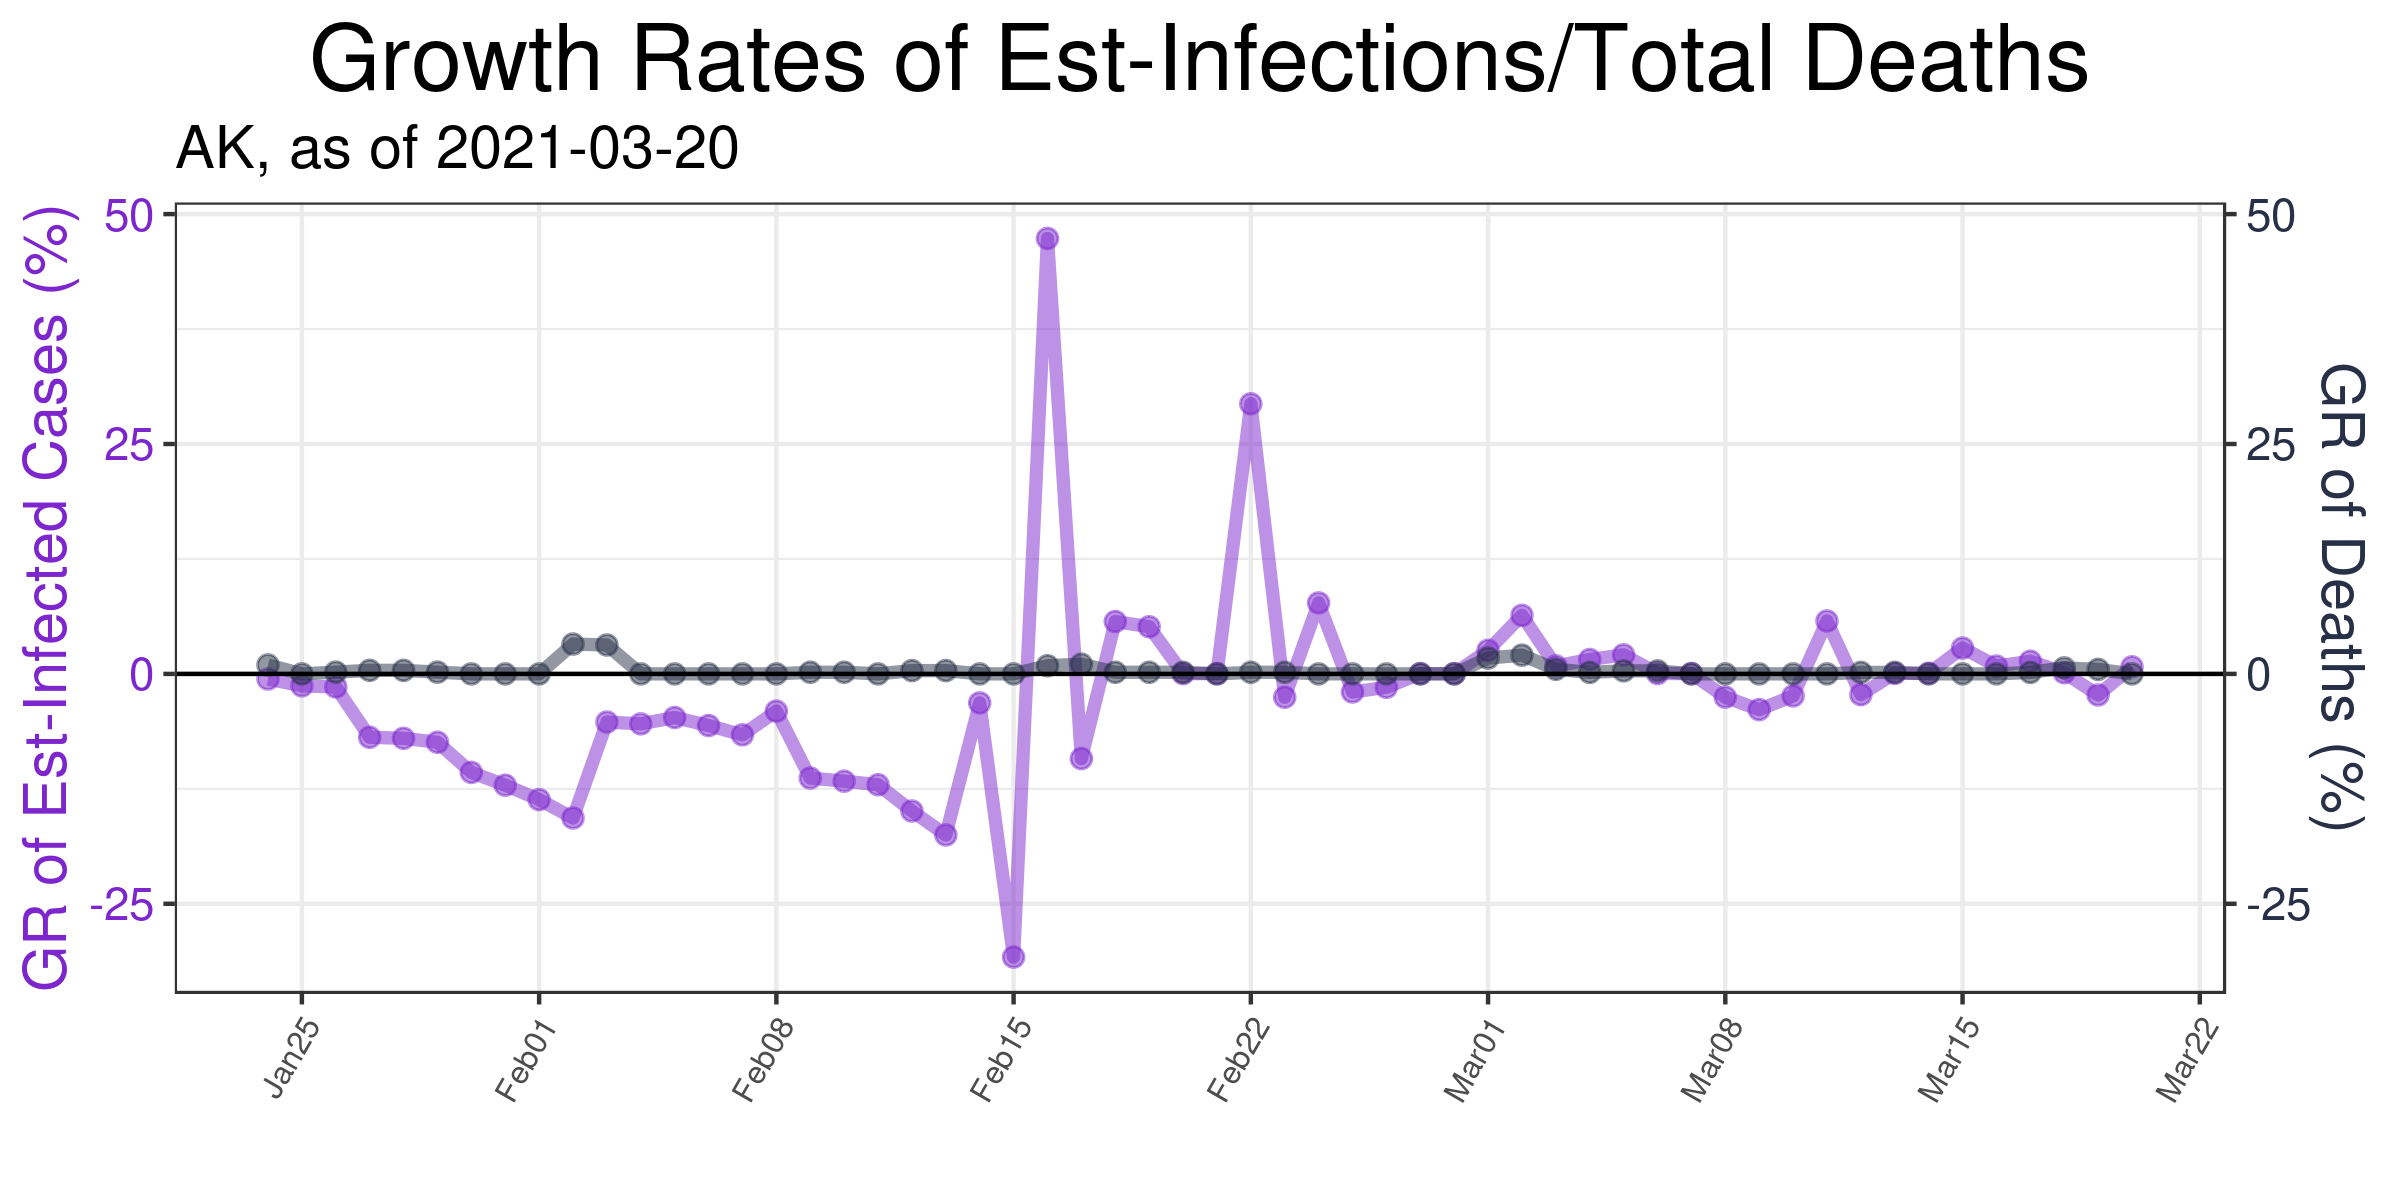 Growth Rates of Est-Infections/Total Deaths
AK, as of 2021-03-20
GR of Est-Infected Cases (%)
50
25
0
-25
50
25
0
-25
GR of Deaths (%)
Jan25
Feb01
Feb08
Feb15
Feb22
Mar01
Mar08
Mar15
Mar22